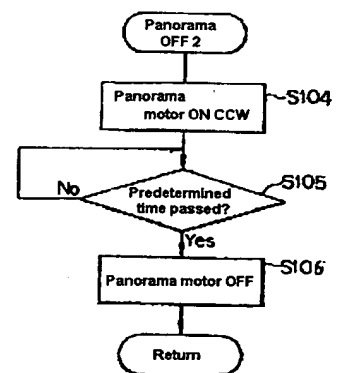 Panorama
OFF 2
Panorama
motor ON CCW
S104
Predetermined
time passed?
S105
No
Yes
Panorama motor OFF
S106
Return